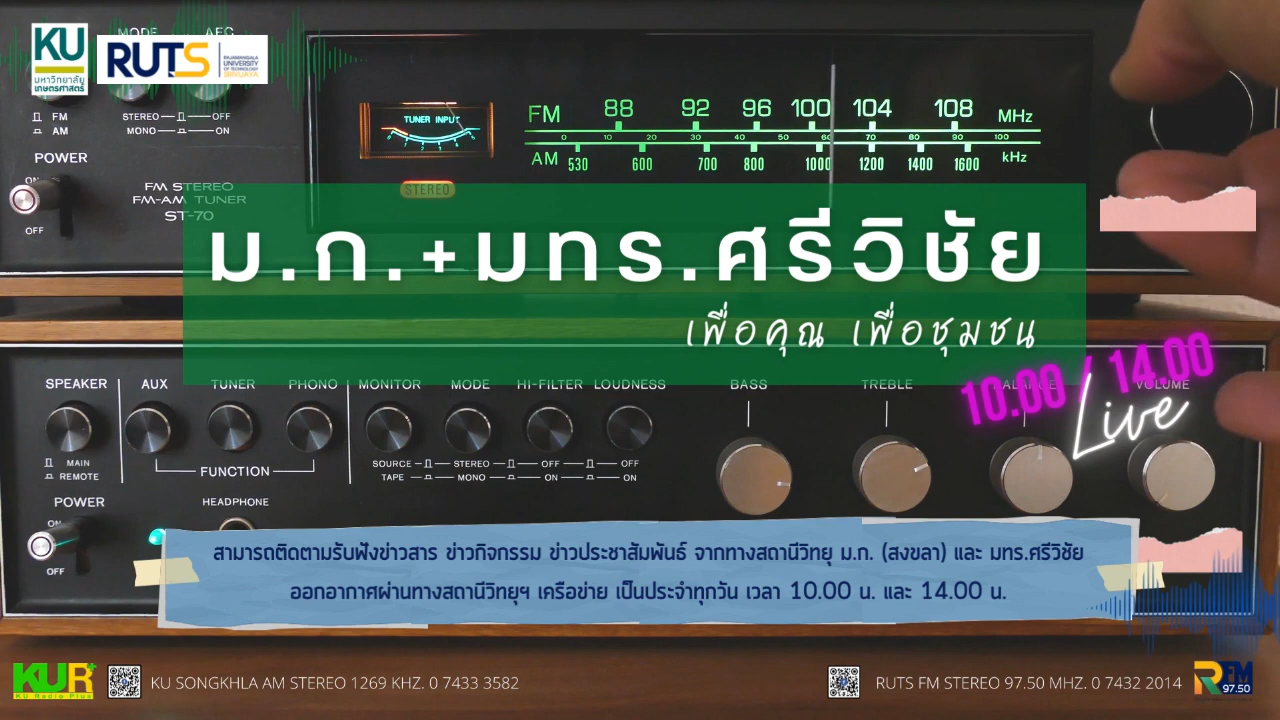 KU
มหาวิทยาลัย
เกษตรศาสตร์
RUTS
RAJAMANGALA
UNIVERSITY
OF TECHNOLOGY
SRIVIJAYA
MODE
AFC
FM
AM
STEREO OFF
MONO ON
POWER
ON
OFF
FM STEREO
FM-AM TUNER
ST-70
TUNER INPUT
STEREO
FM 88 92 96 100 104 108 MHz
0 10 20 30 40 50 60 70 80 90 100
AM 530 600 700 800 1000 1200 1400 1600 kHz
ม.ก.+มทร.ศรีวิชัย
เพื่อคุณ เพื่อชุมชน
10.00 / 14.00
Live
SPEAKER AUX TUNER PHONO MONITOR MODE HI-FILTER LOUDNESS BASS TREBLE BALANCE VOLUME
MAIN
REMOTE
FUNCTION
SOURCE STEREO OFF OFF
TAPE MONO ON ON
POWER
ON
OFF
HEADPHONE
สามารถติดตามรับฟังข่าวสาร ข่าวกิจกรรม ข่าวประชาสัมพันธ์ จากทางสถานีวิทยุ ม.ก. (สงขลา) และ มทร.ศรีวิชัย
ออกอากาศผ่านทางสถานีวิทยุฯ เครือข่าย เป็นประจำทุกวัน เวลา 10.00 น. และ 14.00 น.
KUR+
KU Radio Plus
KU SONGKHLA AM STEREO 1269 KHZ. 0 7433 3582
RUTS FM STEREO 97.50 MHZ. 0 7432 2014
R FM
97.50